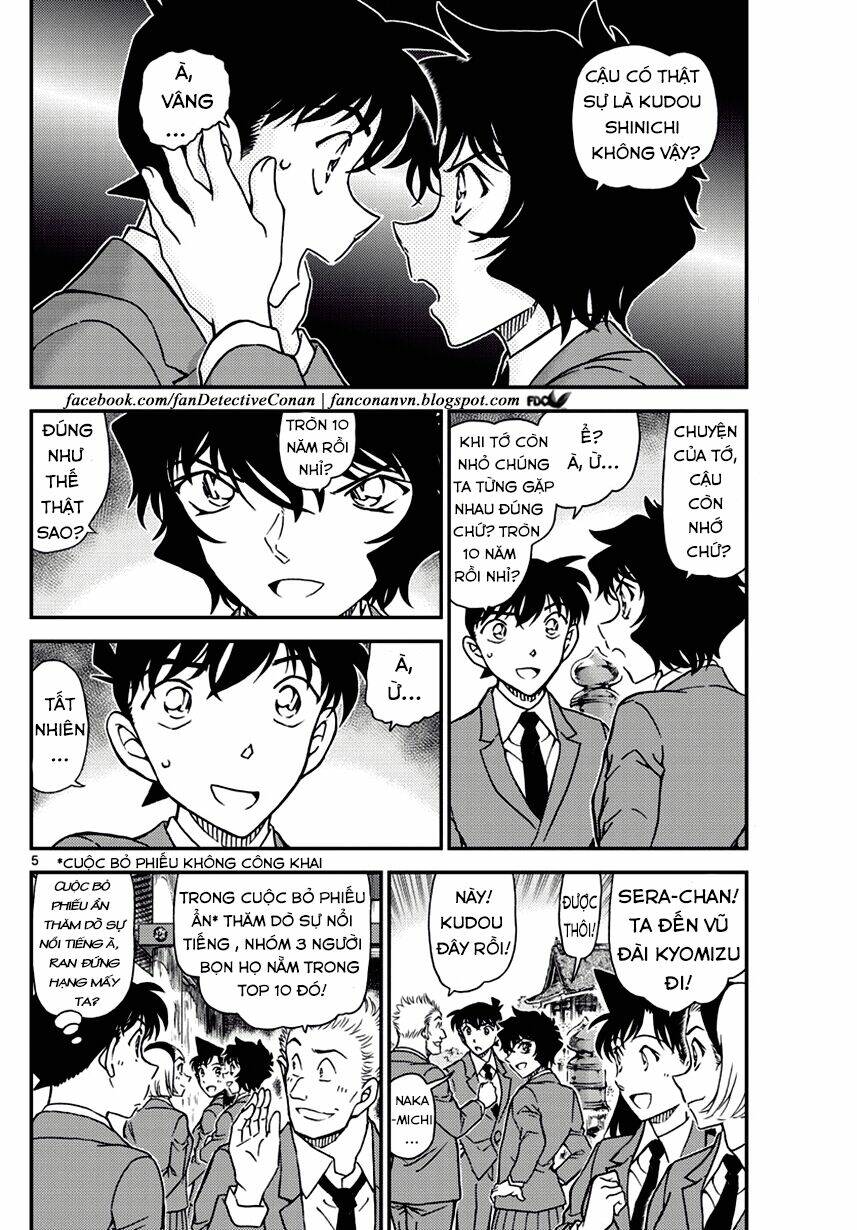 CẬU CÓ THẬT
SỰ LÀ KUDOU
SHINICHI
KHÔNG VẬY?
À,
VÂNG
...
facebook.com/fanDetectiveConan | fanconanvn.blogspot.com FDC
CHUYỆN
CỦA TỚ,
CẬU
CÒN
NHỚ
CHỨ?
Ể?
À, Ừ...
KHI TỚ CÒN
NHỎ CHÚNG
TA TỪNG GẶP
NHAU ĐÚNG
CHỨ? TRÒN
10 NĂM
RỒI NHỈ?
TRÒN 10
NĂM RỒI
NHỈ?
ĐÚNG
NHƯ
THẾ
THẬT
SAO?
À,
Ừ...
TẤT
NHIÊN
...
5
*CUỘC BỎ PHIẾU KHÔNG CÔNG KHAI
SERA-CHAN!
TA ĐẾN VŨ
ĐÀI KYOMIZU
ĐI!
ĐƯỢC
THÔI!
NÀY!
KUDOU
ĐÂY RỒI!
NAKA
-MICHI
...
TRONG CUỘC BỎ PHIẾU
ẨN* THĂM DÒ SỰ NỔI
TIẾNG , NHÓM 3 NGƯỜI
BỌN HỌ NẰM TRONG
TOP 10 ĐÓ!
CUỘC BỎ
PHIẾU ẨN
THĂM DÒ SỰ
NỔI TIẾNG À,
RAN ĐỨNG
HẠNG MẤY
TA?